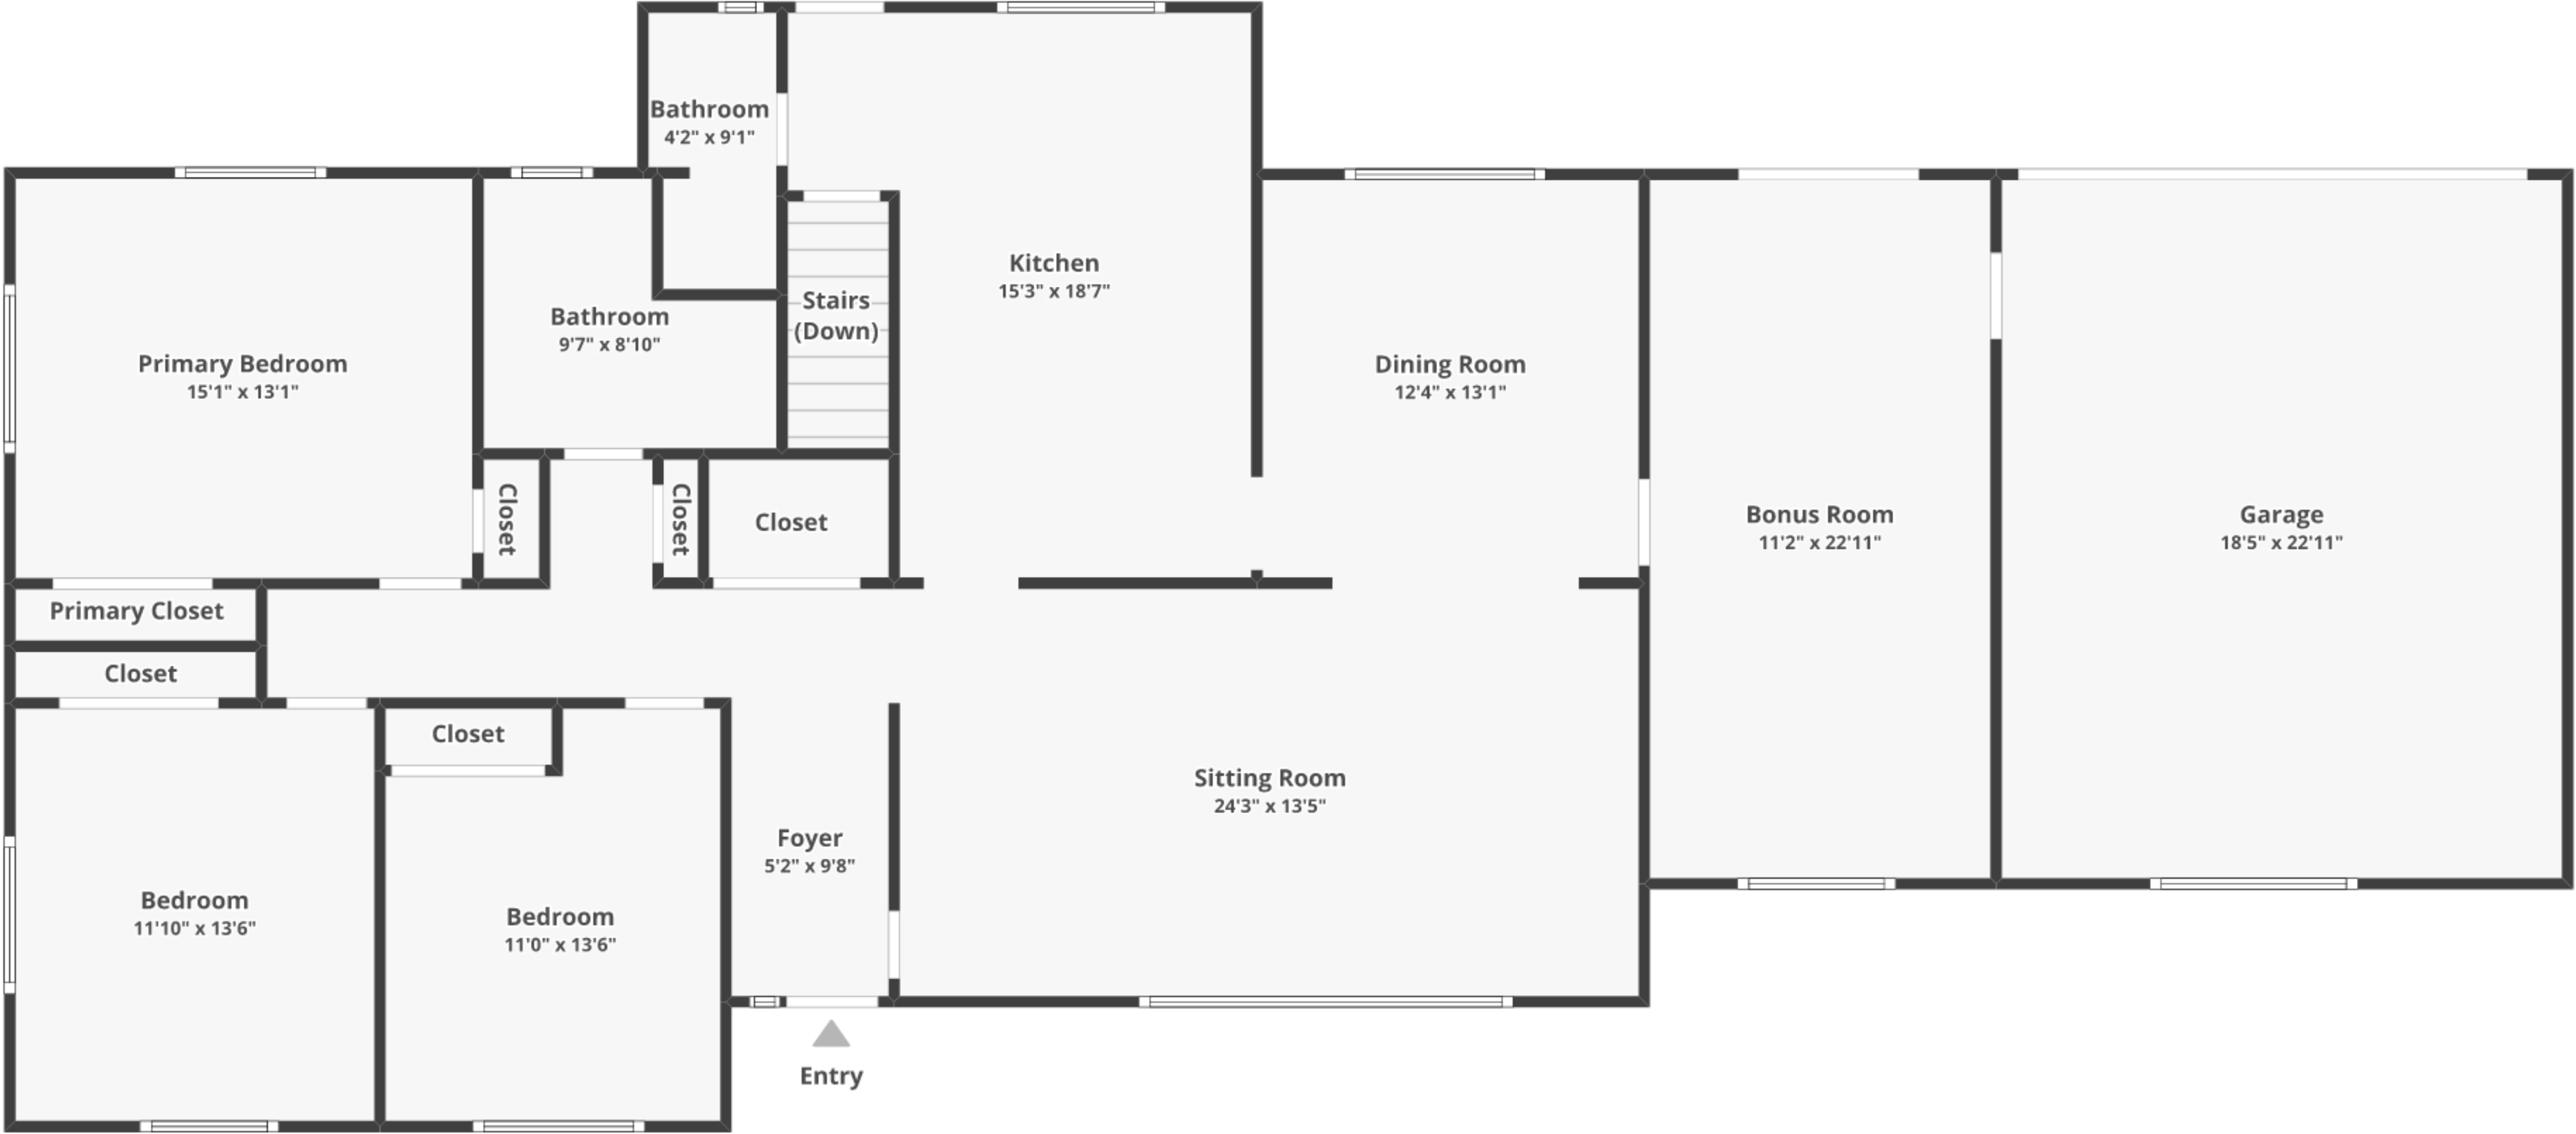 Bathroom
4'2" x 9'1"
Kitchen
15'3" x 18'7"
Stairs
(Down)
Bathroom
9'7" x 8'10"
Primary Bedroom
15'1" x 13'1"
Dining Room
12'4" x 13'1"
Bonus Room
11'2" x 22'11"
Garage
18'5" x 22'11"
Closet
Closet
Closet
Primary Closet
Closet
Closet
Sitting Room
24'3" x 13'5"
Foyer
5'2" x 9'8"
Bedroom
11'10" x 13'6"
Bedroom
11'0" x 13'6"
Entry